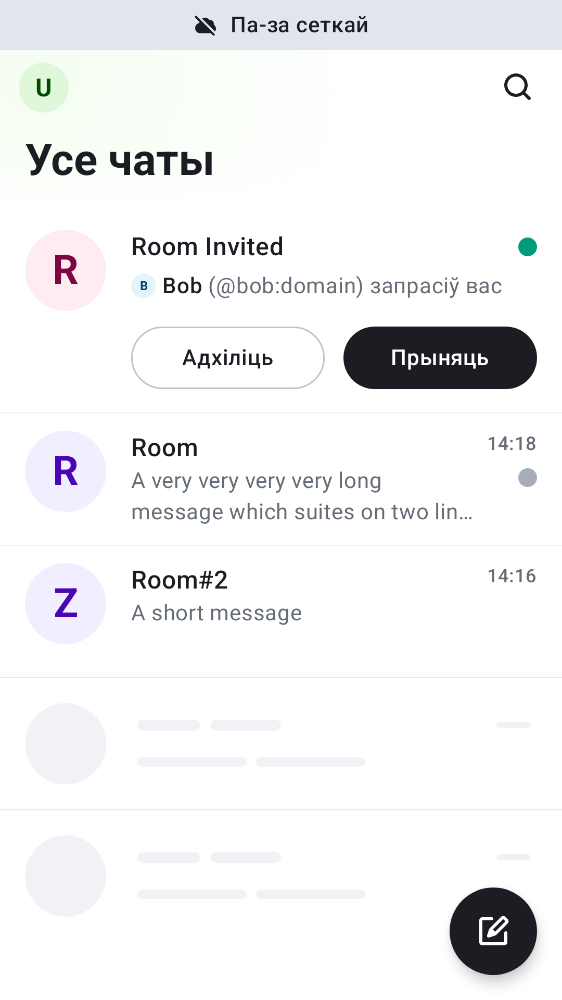 Па-за сеткай
U
Усе чаты
R
Room Invited
B Bob (@bob:domain) запрасіў вас
Адхіліць
Прыняць
R
Room
14:18
A very very very very long
message which suites on two lin…
Z
Room#2
14:16
A short message